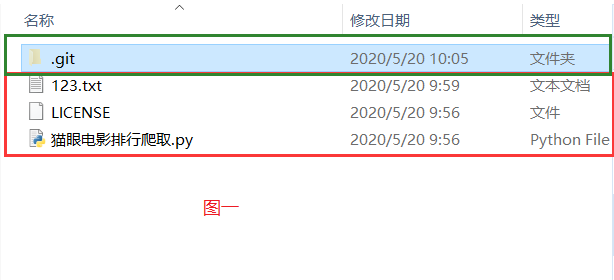 名称 修改日期 类型
.git 2020/5/20 10:05 文件夹
123.txt 2020/5/20 9:59 文本文档
LICENSE 2020/5/20 9:56 文件
猫眼电影排行爬取.py 2020/5/20 9:56 Python File
图一